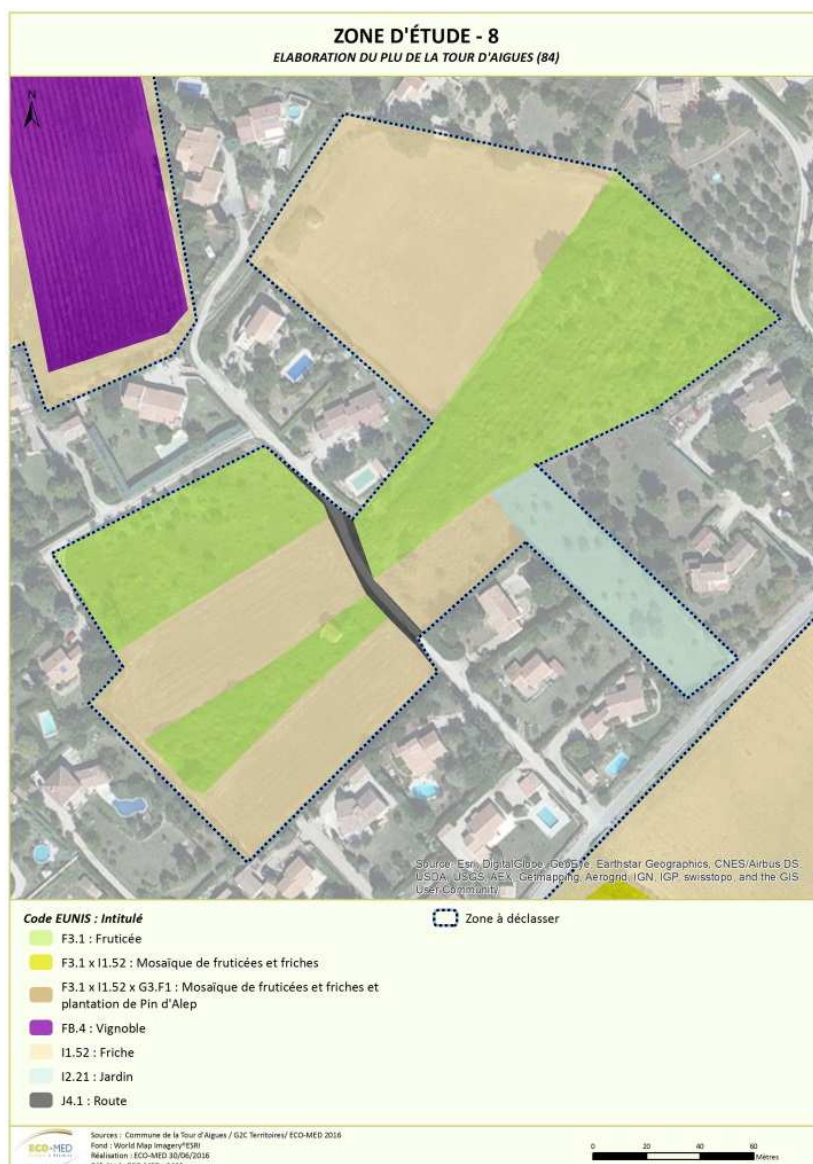 ZONE D'ÉTUDE - 8
ELABORATION DU PLU DE LA TOUR D'AIGUES (84)
N
Source: Esri, DigitalGlobe, GeoEye, Earthstar Geographics, CNES/Airbus DS,
USDA, USGS, AEX, Getmapping, Aerogrid, IGN, IGP, swisstopo, and the GIS
User Community
Code EUNIS : Intitulé
F3.1 : Fruticée
F3.1 x I1.52 : Mosaïque de fruticées et friches
F3.1 x I1.52 x G3.F1 : Mosaïque de fruticées et friches et
plantation de Pin d'Alep
FB.4 : Vignoble
I1.52 : Friche
I2.21 : Jardin
J4.1 : Route
Zone à déclasser
ECO-MED
Sources : Commune de la Tour d'Aigues / G2C Territoires/ ECO-MED 2016
Fond : World Map Imagery®ESRI
Réalisation : ECO-MED 30/06/2016
0 20 40 60
Mètres